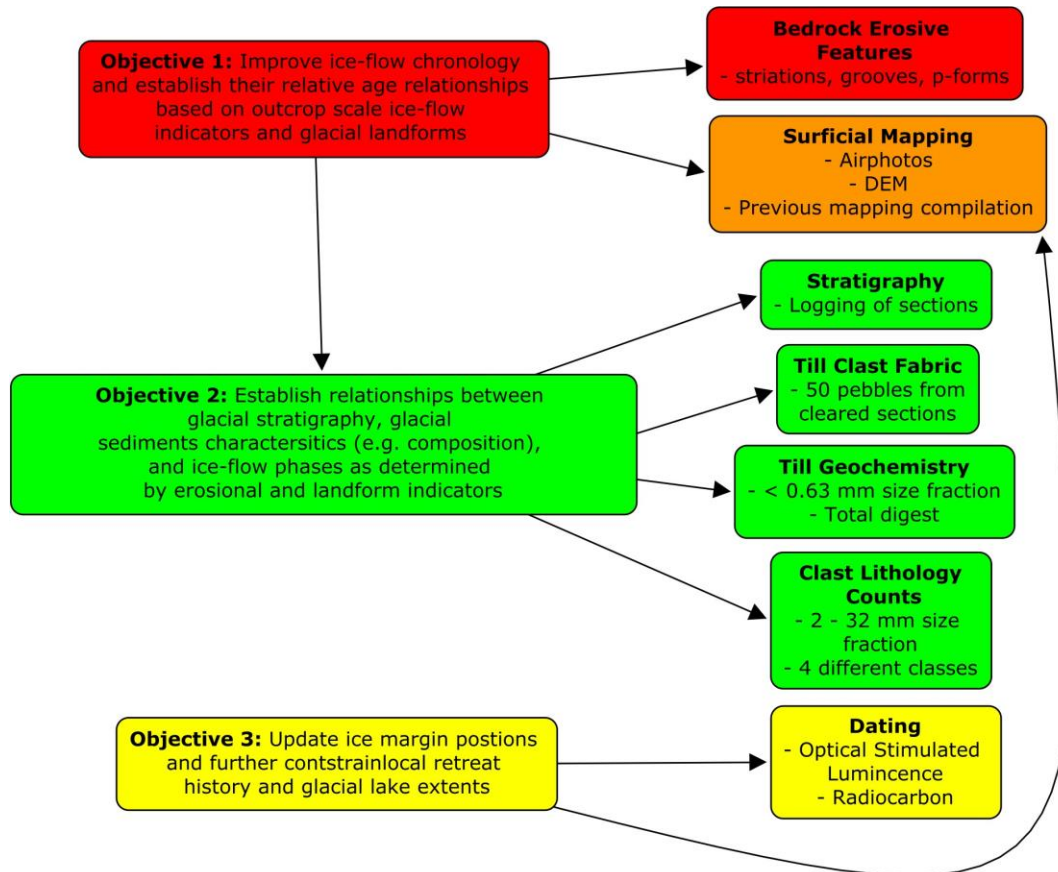 Objective 1: Improve ice-flow chronology
and establish their relative age relationships
based on outcrop scale ice-flow
indicators and glacial landforms
Bedrock Erosive
Features
- striations, grooves, p-forms
Surficial Mapping
- Airphotos
- DEM
- Previous mapping compilation
Objective 2: Establish relationships between
glacial stratigraphy, glacial
sediments charactersitics (e.g. composition),
and ice-flow phases as determined
by erosional and landform indicators
Stratigraphy
- Logging of sections
Till Clast Fabric
- 50 pebbles from
cleared sections
Till Geochemistry
- < 0.63 mm size fraction
- Total digest
Clast Lithology
Counts
- 2 - 32 mm size
fraction
- 4 different classes
Objective 3: Update ice margin postions
and further contstrainlocal retreat
history and glacial lake extents
Dating
- Optical Stimulated
Lumincence
- Radiocarbon